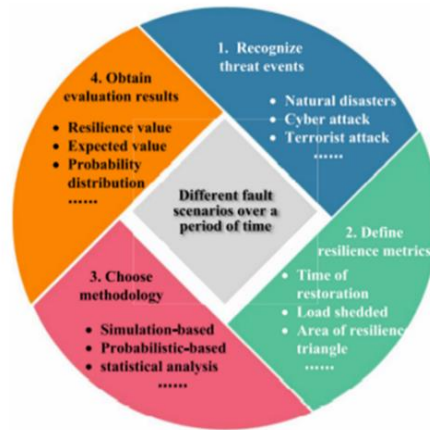 1. Recognize
threat events
• Natural disasters
• Cyber attack
• Terrorist attack
......
2. Define
resilience metrics
• Time of
restoration
• Load shedded
• Area of resilience
triangle
......
3. Choose
methodology
• Simulation-based
• Probabilistic-based
• statistical analysis
......
4. Obtain
evaluation results
• Resilience value
• Expected value
• Probability
distribution
......
Different fault
scenarios over a
period of time